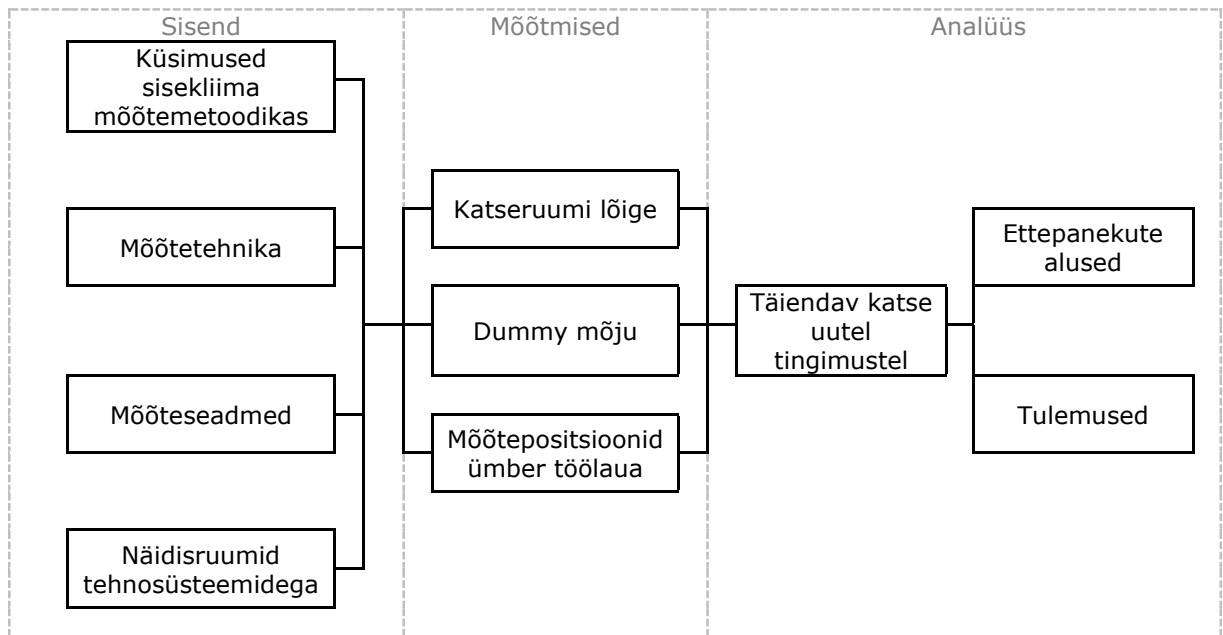 Sisend
Mõõtmised
Analüüs
Küsimused
sisekliima
mõõtemetoodikas
Mõõtetehnika
Mõõteseadmed
Näidisruumid
tehnosüsteemidega
Katseruumi lõige
Dummy mõju
Mõõtepositsioonid
ümber töölaua
Täiendav katse
uutel
tingimustel
Ettepanekute
alused
Tulemused